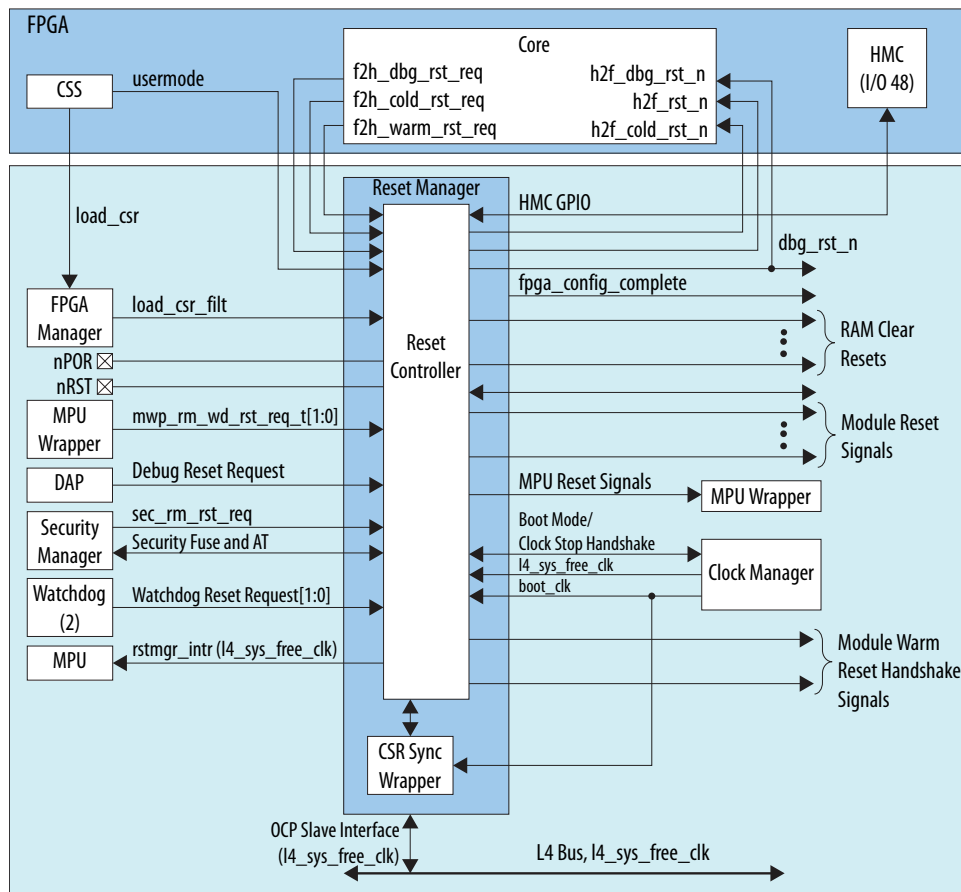 FPGA
Core
CSS
usermode
f2h_dbg_rst_req
f2h_cold_rst_req
f2h_warm_rst_req
h2f_dbg_rst_n
h2f_rst_n
h2f_cold_rst_n
HMC
(I/O 48)
load_csr
Reset Manager
HMC GPIO
dbg_rst_n
fpga_config_complete
FPGA
Manager
load_csr_filt
Reset
Controller
RAM Clear
Resets
nPOR
nRST
MPU
Wrapper
mwp_rm_wd_rst_req_t[1:0]
Module Reset
Signals
DAP
Debug Reset Request
MPU Reset Signals
MPU Wrapper
Security
Manager
sec_rm_rst_req
Security Fuse and AT
Boot Mode/
Clock Stop Handshake
l4_sys_free_clk
boot_clk
Clock Manager
Watchdog
(2)
Watchdog Reset Request[1:0]
MPU
rstmgr_intr (l4_sys_free_clk)
Module Warm
Reset Handshake
Signals
CSR Sync
Wrapper
OCP Slave Interface
(l4_sys_free_clk)
L4 Bus, l4_sys_free_clk